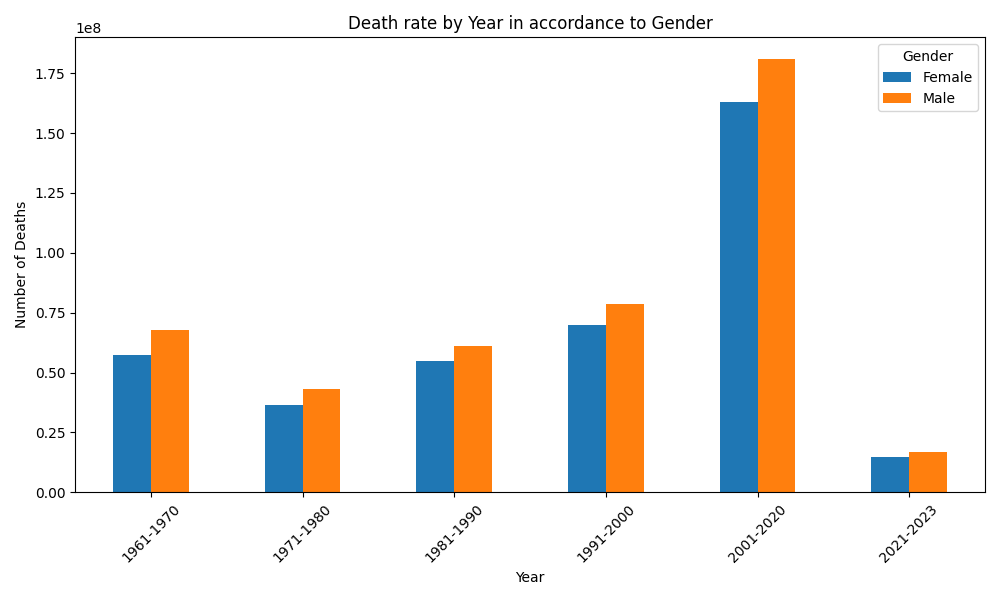 Death rate by Year in accordance to Gender
1e8
Gender
Female
Male
1.75
1.50
1.25
1.00
0.75
0.50
0.25
0.00
Number of Deaths
1961-1970
1971-1980
1981-1990
1991-2000
2001-2020
2021-2023
Year